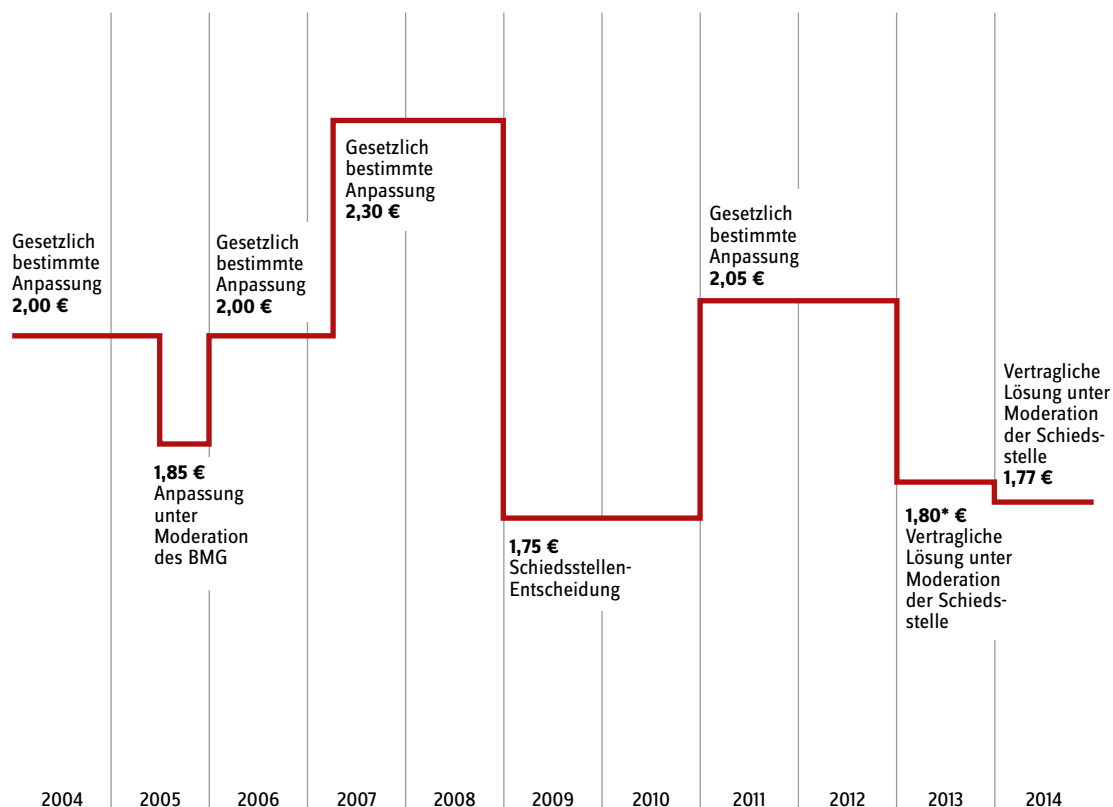 Gesetzlich
bestimmte
Anpassung
2,00 €
1,85 €
Anpassung
unter
Moderation
des BMG
Gesetzlich
bestimmte
Anpassung
2,00 €
Gesetzlich
bestimmte
Anpassung
2,30 €
1,75 €
Schiedsstellen-
Entscheidung
Gesetzlich
bestimmte
Anpassung
2,05 €
1,80* €
Vertragliche
Lösung unter
Moderation
der Schieds-
stelle
Vertragliche
Lösung unter
Moderation
der Schieds-
stelle
1,77 €
2004 2005 2006 2007 2008 2009 2010 2011 2012 2013 2014